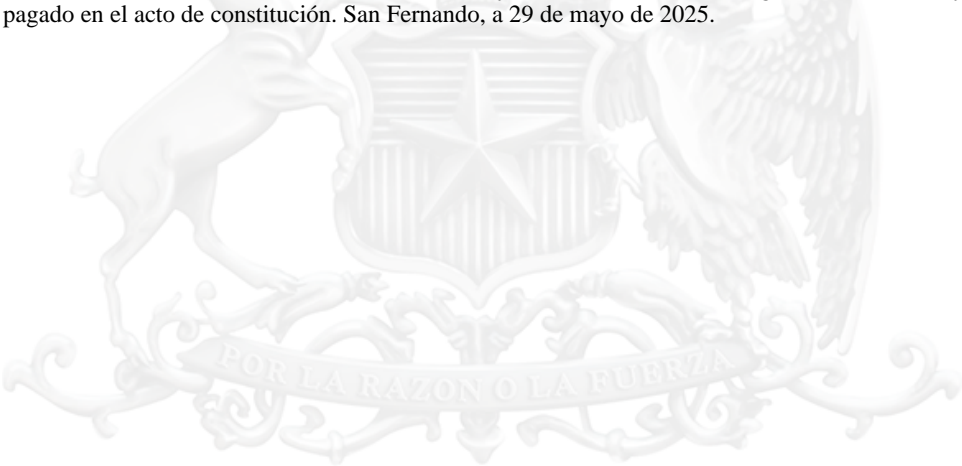 pagado en el acto de constitución. San Fernando, a 29 de mayo de 2025.
POR LA RAZON O LA FUERZA